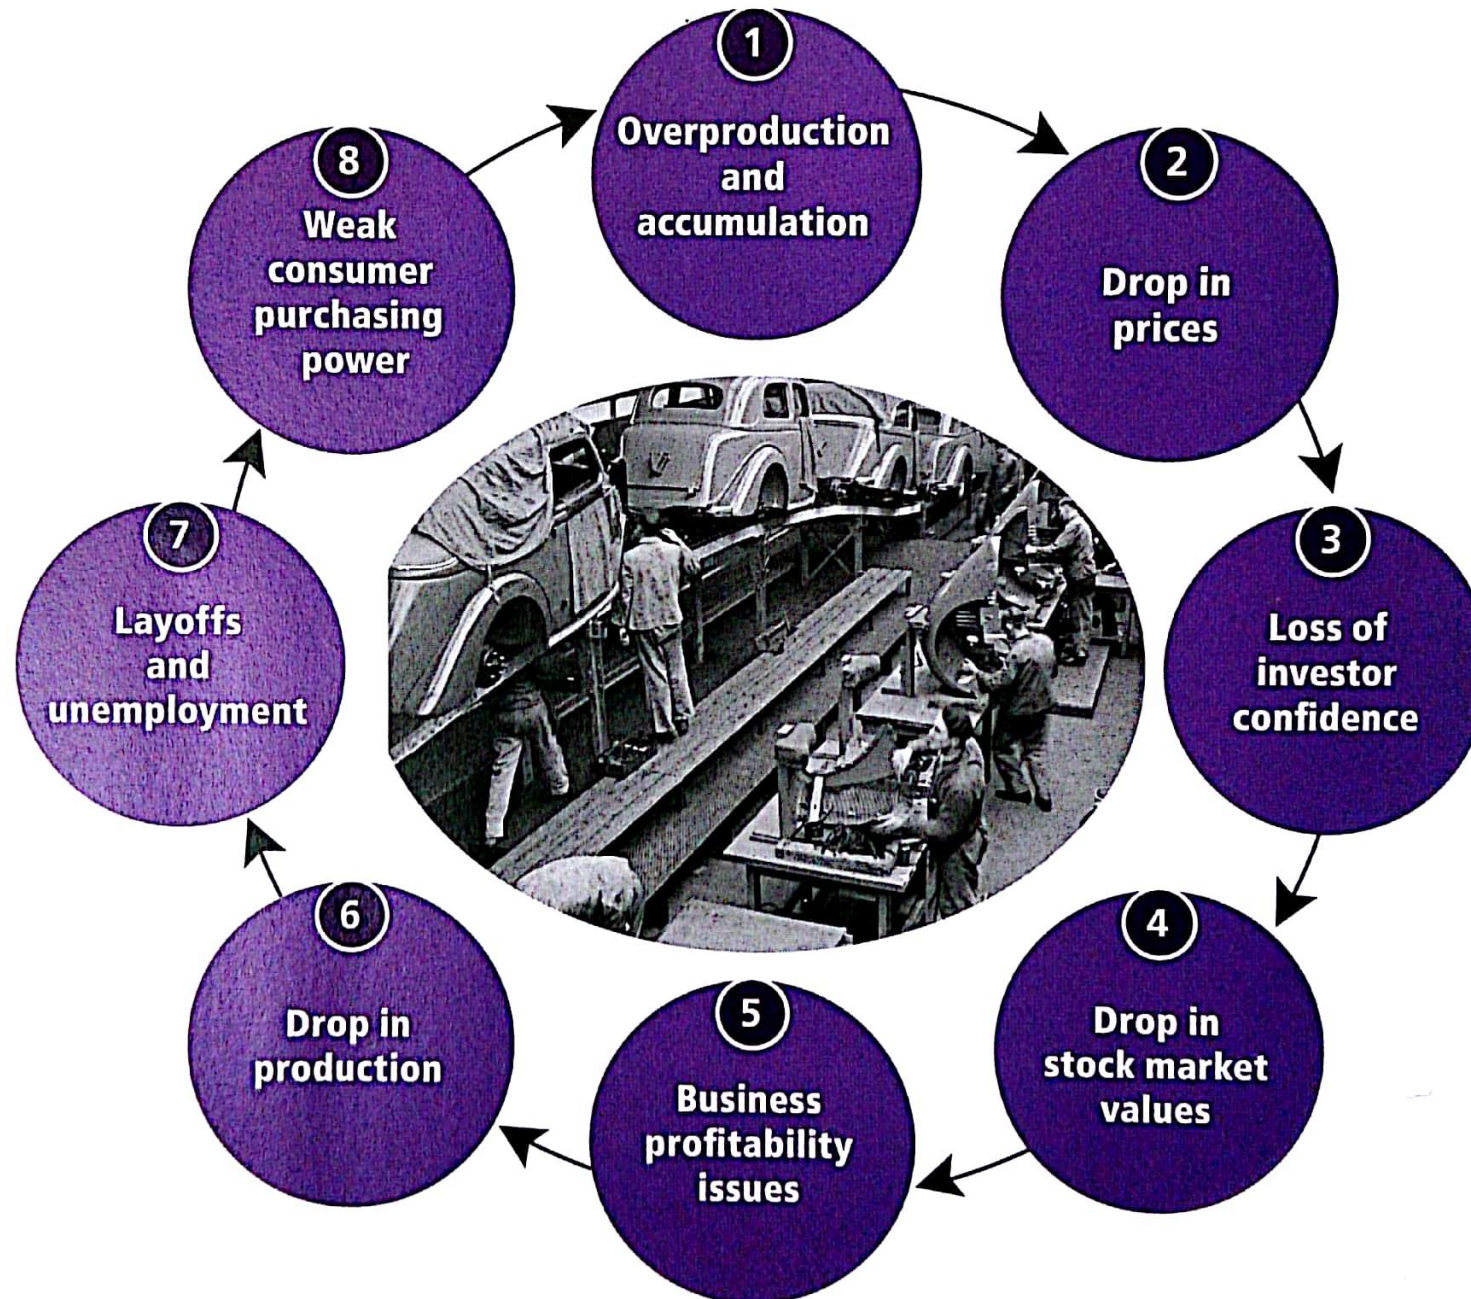 1
Overproduction
and
accumulation
2
Drop in
prices
3
Loss of
investor
confidence
4
Drop in
stock market
values
5
Business
profitability
issues
6
Drop in
production
7
Layoffs
and
unemployment
8
Weak
consumer
purchasing
power